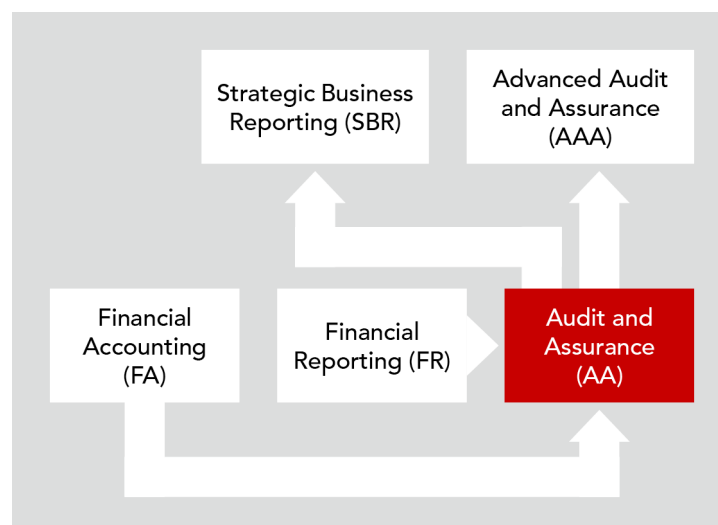 Strategic Business
Reporting (SBR)
Advanced Audit
and Assurance
(AAA)
Financial
Accounting
(FA)
Financial
Reporting (FR)
Audit and
Assurance
(AA)